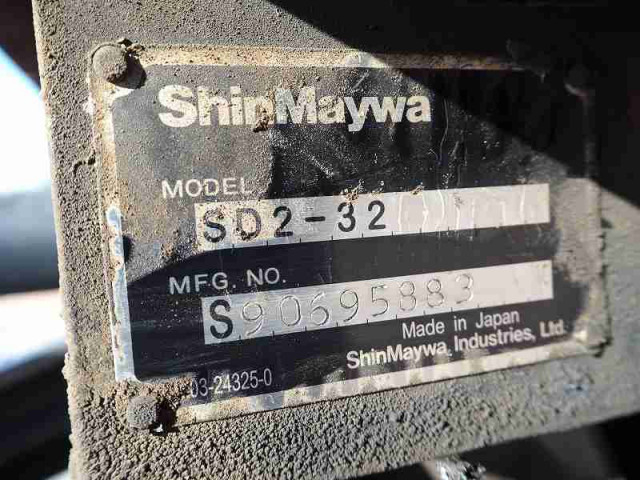 ShinMaywa
MODEL
SD2-32
MFG. NO.
S90695883
Made in Japan
ShinMaywa Industries, Ltd.
03-24325-0